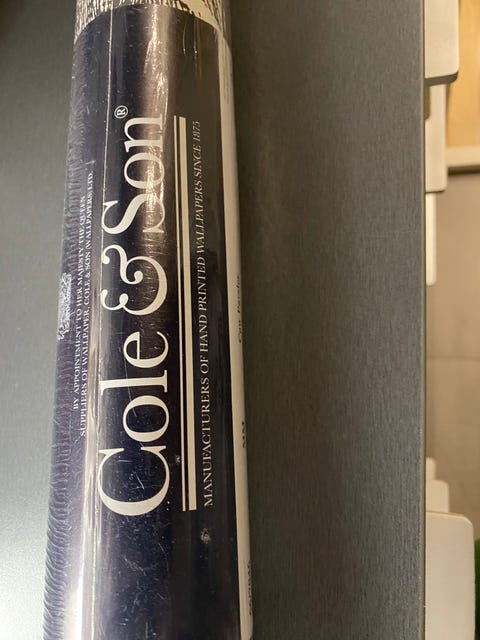 BY APPOINTMENT TO HER MAJESTY THE QUEEN
SUPPLIERS OF WALLPAPER, COLE & SON (WALLPAPERS) LTD.
Cole & Son®
MANUFACTURERS OF HAND PRINTED WALLPAPERS SINCE 1875